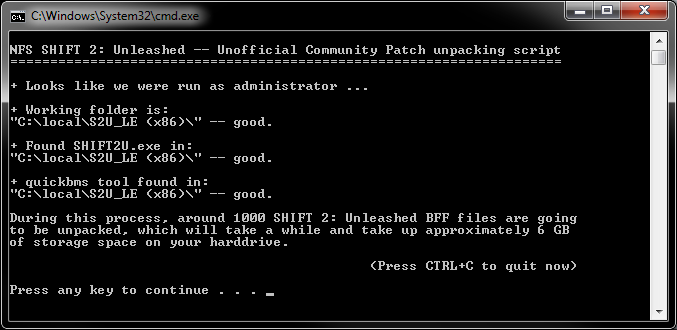 C:\Windows\System32\cmd.exe
NFS SHIFT 2: Unleashed -- Unofficial Community Patch unpacking script
=====================================================================
+ Looks like we were run as administrator ...
+ Working folder is:
"C:\local\S2U_LE (x86)\" -- good.
+ Found SHIFT2U.exe in:
"C:\local\S2U_LE (x86)\" -- good.
+ quickbms tool found in:
"C:\local\S2U_LE (x86)\" -- good.
During this process, around 1000 SHIFT 2: Unleashed BFF files are going
to be unpacked, which will take a while and take up approximately 6 GB
of storage space on your harddrive.
(Press CTRL+C to quit now)
Press any key to continue . . . _